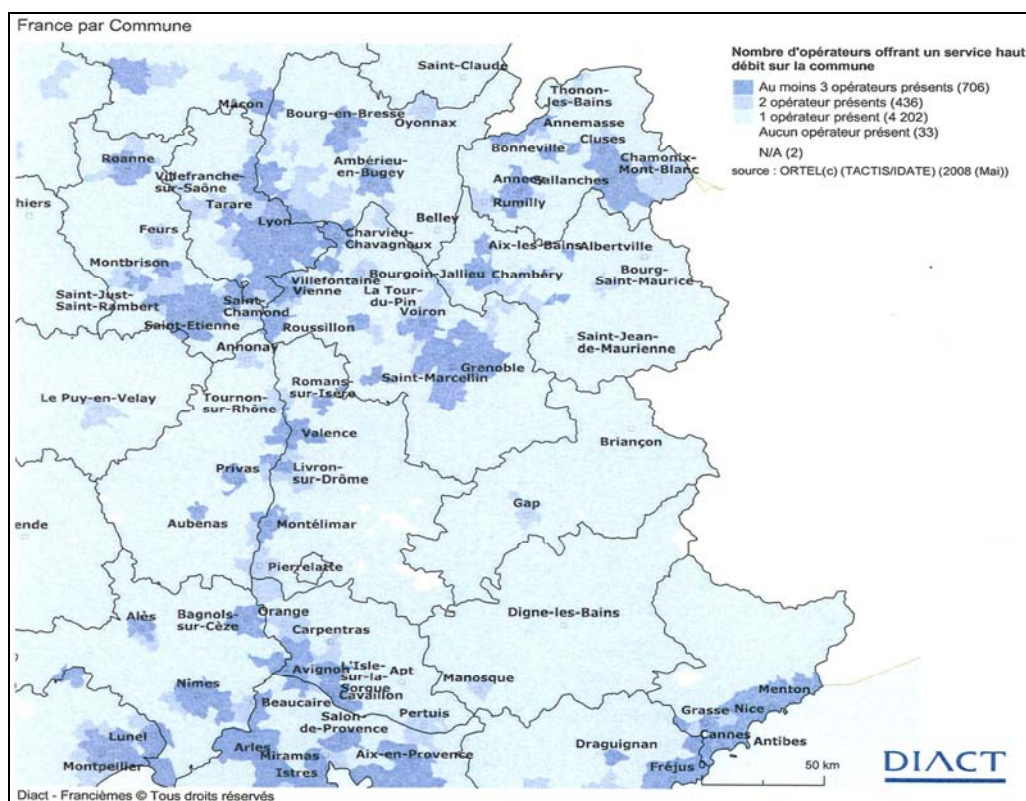 France par Commune
Nombre d'opérateurs offrant un service haut
débit sur la commune
Au moins 3 opérateurs présents (706)
2 opérateur présents (436)
1 opérateur présent (4 202)
Aucun opérateur présent (33)
N/A (2)
source : ORTEL(c) (TACTIS/IDATE) (2008 (Mai))
Saint-Claude
Thonon-
les-Bains
Mâcon
Bourg-en-Bresse
Oyonnax
Annemasse
Cluses
Bonneville
Roanne
Ambérieu-
en-Bugey
Chamonix-
Mont-Blanc
Villefranche-
sur-Saône
Annecy
Sallanches
Rumilly
hiers
Tarare
Lyon
Belley
Feurs
Charvieu-
Chavagnoux
Aix-les-Bains
Albertville
Montbrison
Bourgoin-Jallieu
Chambéry
Bourg-
Saint-Maurice
Villefontaine
Vienne
La Tour-
du-Pin
Saint-Just-
Saint-Rambert
Saint-
Chamond
Voiron
Saint-Etienne
Roussillon
Saint-Jean-
de-Maurienne
Annonay
Grenoble
Saint-Marcellin
Romans-
sur-Isère
Le Puy-en-Velay
Tournon-
sur-Rhône
Valence
Briançon
Privas
Livron-
sur-Drôme
Gap
ende
Aubenas
Montélimar
Pierrelatte
Alès
Bagnols-
sur-Cèze
Orange
Digne-les-Bains
Carpentras
Avignon
L'Isle-
sur-la-
Sorgue
Apt
Manosque
Nîmes
Cavaillon
Menton
Beaucaire
Grasse
Nice
Salon-
de-Provence
Pertuis
Lunel
Arles
Miramas
Aix-en-Provence
Draguignan
Cannes
Antibes
Montpellier
Istres
Fréjus
50 km
DIACT
Diact - Francièmes © Tous droits réservés